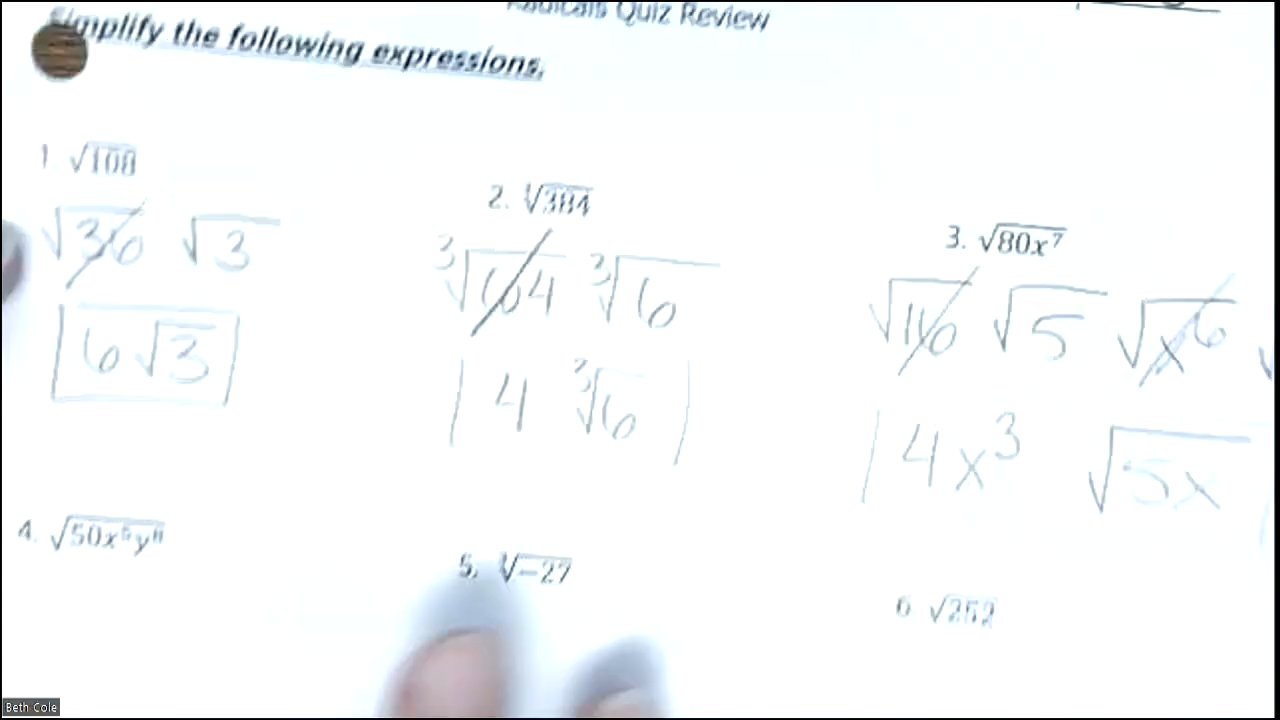 Radicals Quiz Review
Simplify the following expressions.
1. √108
√36 √3
6√3
2. ∛384
∛64 ∛6
4 ∛6
3. √80x⁷
√16 √5 √x⁶ √
4x³ √5x
4. √50x⁵y⁸
5. ∛-27
6. √252
Beth Cole